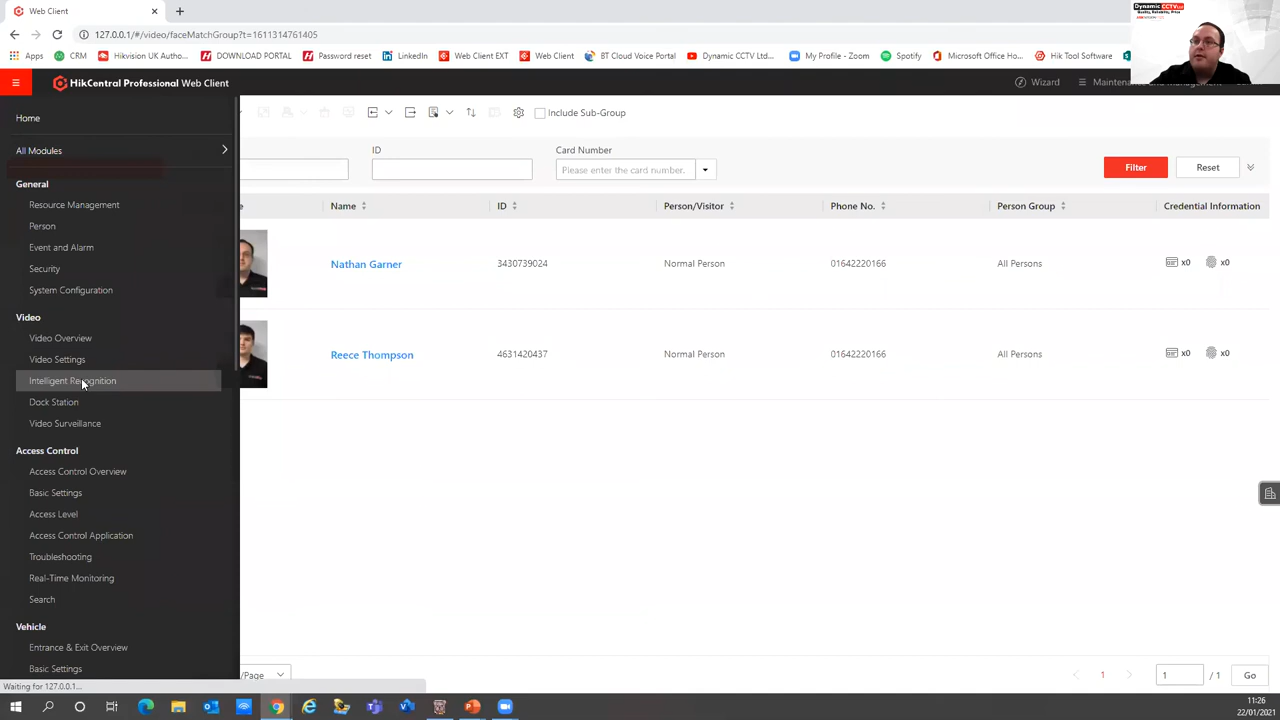 Web Client
127.0.0.1/#/video/faceMatchGroup?t=1611314761405
Apps
CRM
Hikvision UK Autho...
DOWNLOAD PORTAL
Password reset
LinkedIn
Web Client EXT
Web Client
BT Cloud Voice Portal
Dynamic CCTV Ltd...
My Profile - Zoom
Spotify
Microsoft Office Ho...
Hik Tool Software
Dynamic CCTV Ltd
Quality, Reliability, Price
HikCentral Professional Web Client
Wizard
Maintenance and Management
Home
All Modules
General
Resource Management
Person
Event and Alarm
Security
System Configuration
Video
Video Overview
Video Settings
Intelligent Recognition
Dock Station
Video Surveillance
Access Control
Access Control Overview
Basic Settings
Access Level
Access Control Application
Troubleshooting
Real-Time Monitoring
Search
Vehicle
Entrance & Exit Overview
Basic Settings
Include Sub-Group
ID
Card Number
Please enter the card number.
Filter
Reset
Name
ID
Person/Visitor
Phone No.
Person Group
Credential Information
Nathan Garner
3430739024
Normal Person
01642220166
All Persons
x0
x0
Reece Thompson
4631420437
Normal Person
01642220166
All Persons
x0
x0
/Page
1
1
/ 1
Go
Waiting for 127.0.0.1...
11:26
22/01/2021